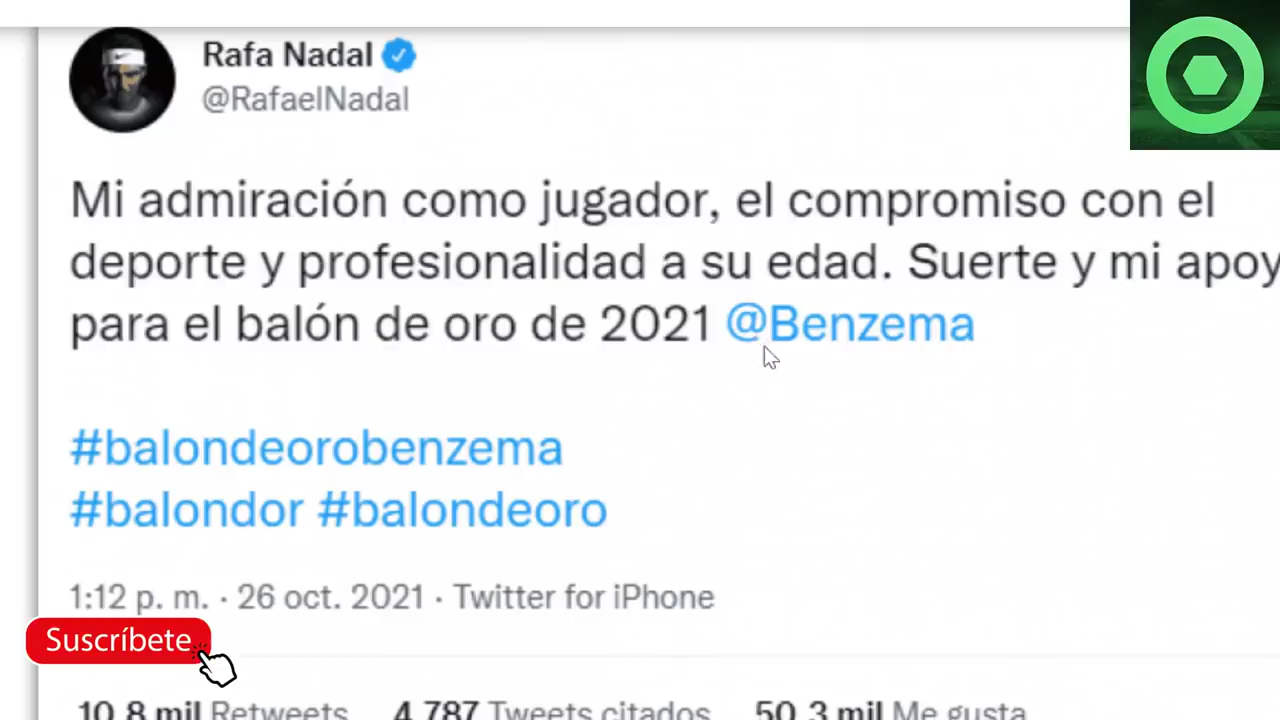 Rafa Nadal
@RafaelNadal
Mi admiración como jugador, el compromiso con el
deporte y profesionalidad a su edad. Suerte y mi apoy
para el balón de oro de 2021 @Benzema
#balondeorobenzema
#balondor #balondeoro
1:12 p. m. · 26 oct. 2021 · Twitter for iPhone
Suscríbete
10,8 mil Retweets 4.787 Tweets citados 50,3 mil Me gusta